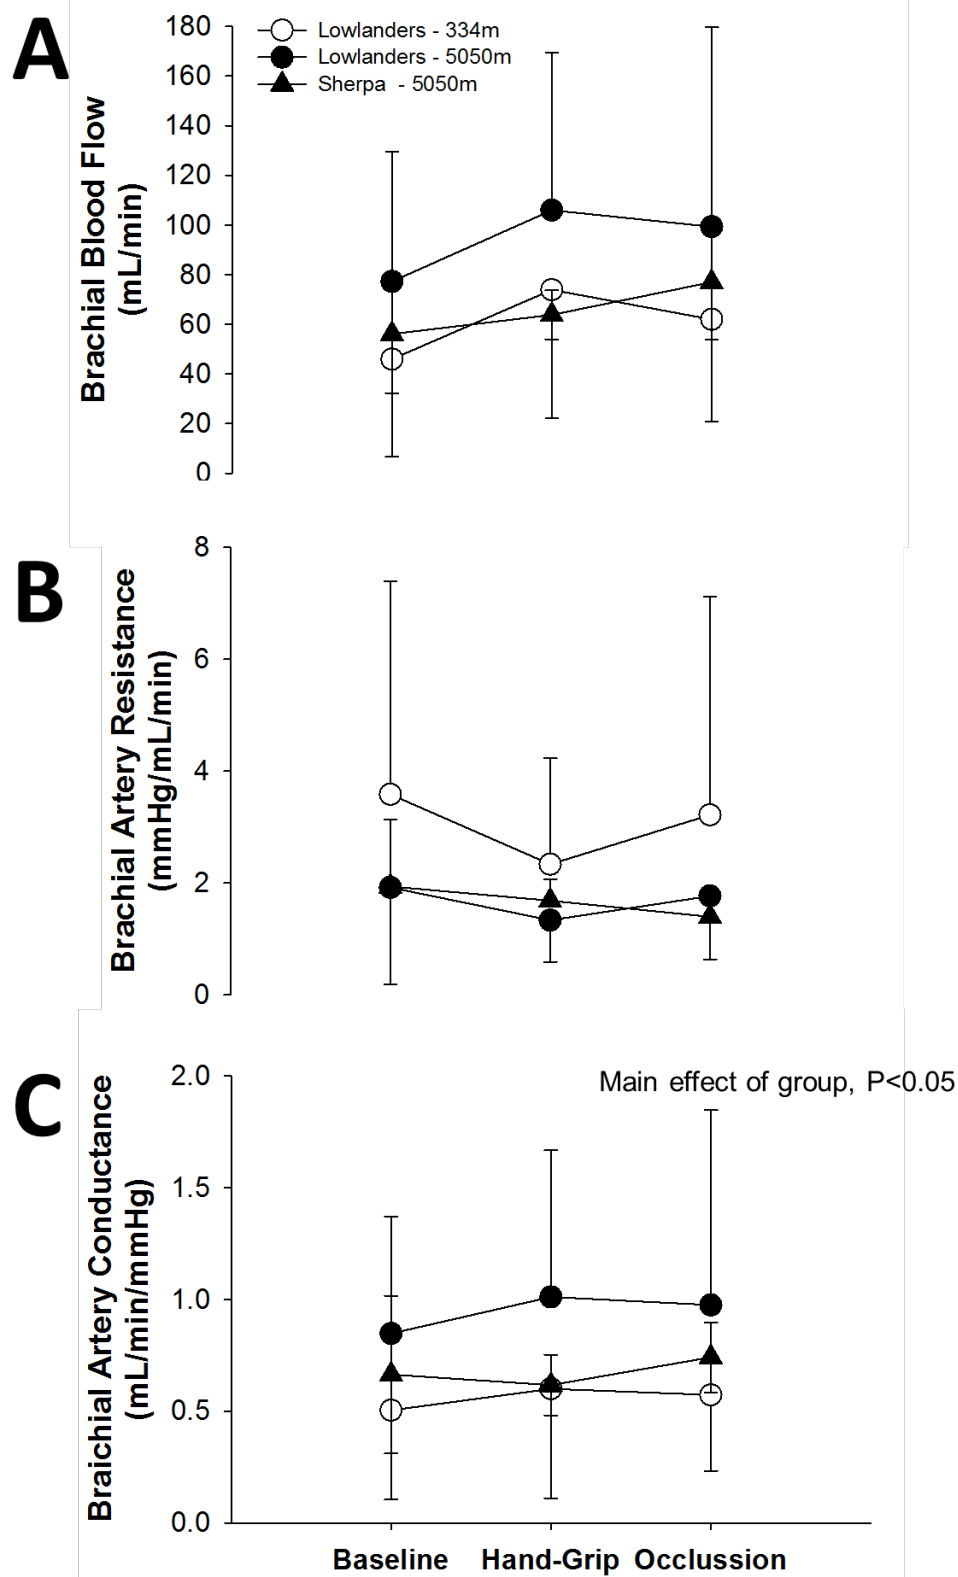 A
Lowlanders - 334m
Lowlanders - 5050m
Sherpa - 5050m
Brachial Blood Flow
(mL/min)
180
160
140
120
100
80
60
40
20
0
B
Brachial Artery Resistance
(mmHg/mL/min)
8
6
4
2
0
C
Main effect of group, P<0.05
Braichial Artery Conductance
(mL/min/mmHg)
2.0
1.5
1.0
0.5
0.0
Baseline Hand-Grip Occlussion